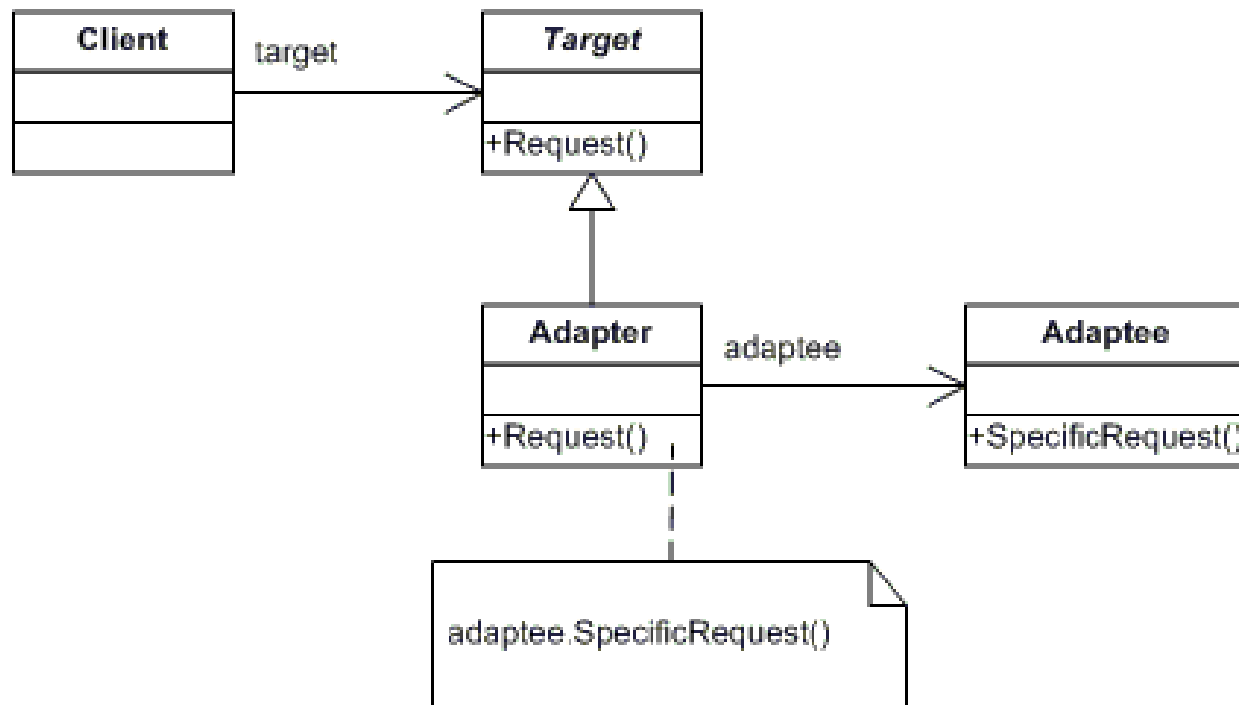 Client
target
Target
+Request()
Adapter
adaptee
Adaptee
+Request()
+SpecificRequest()
adaptee.SpecificRequest()